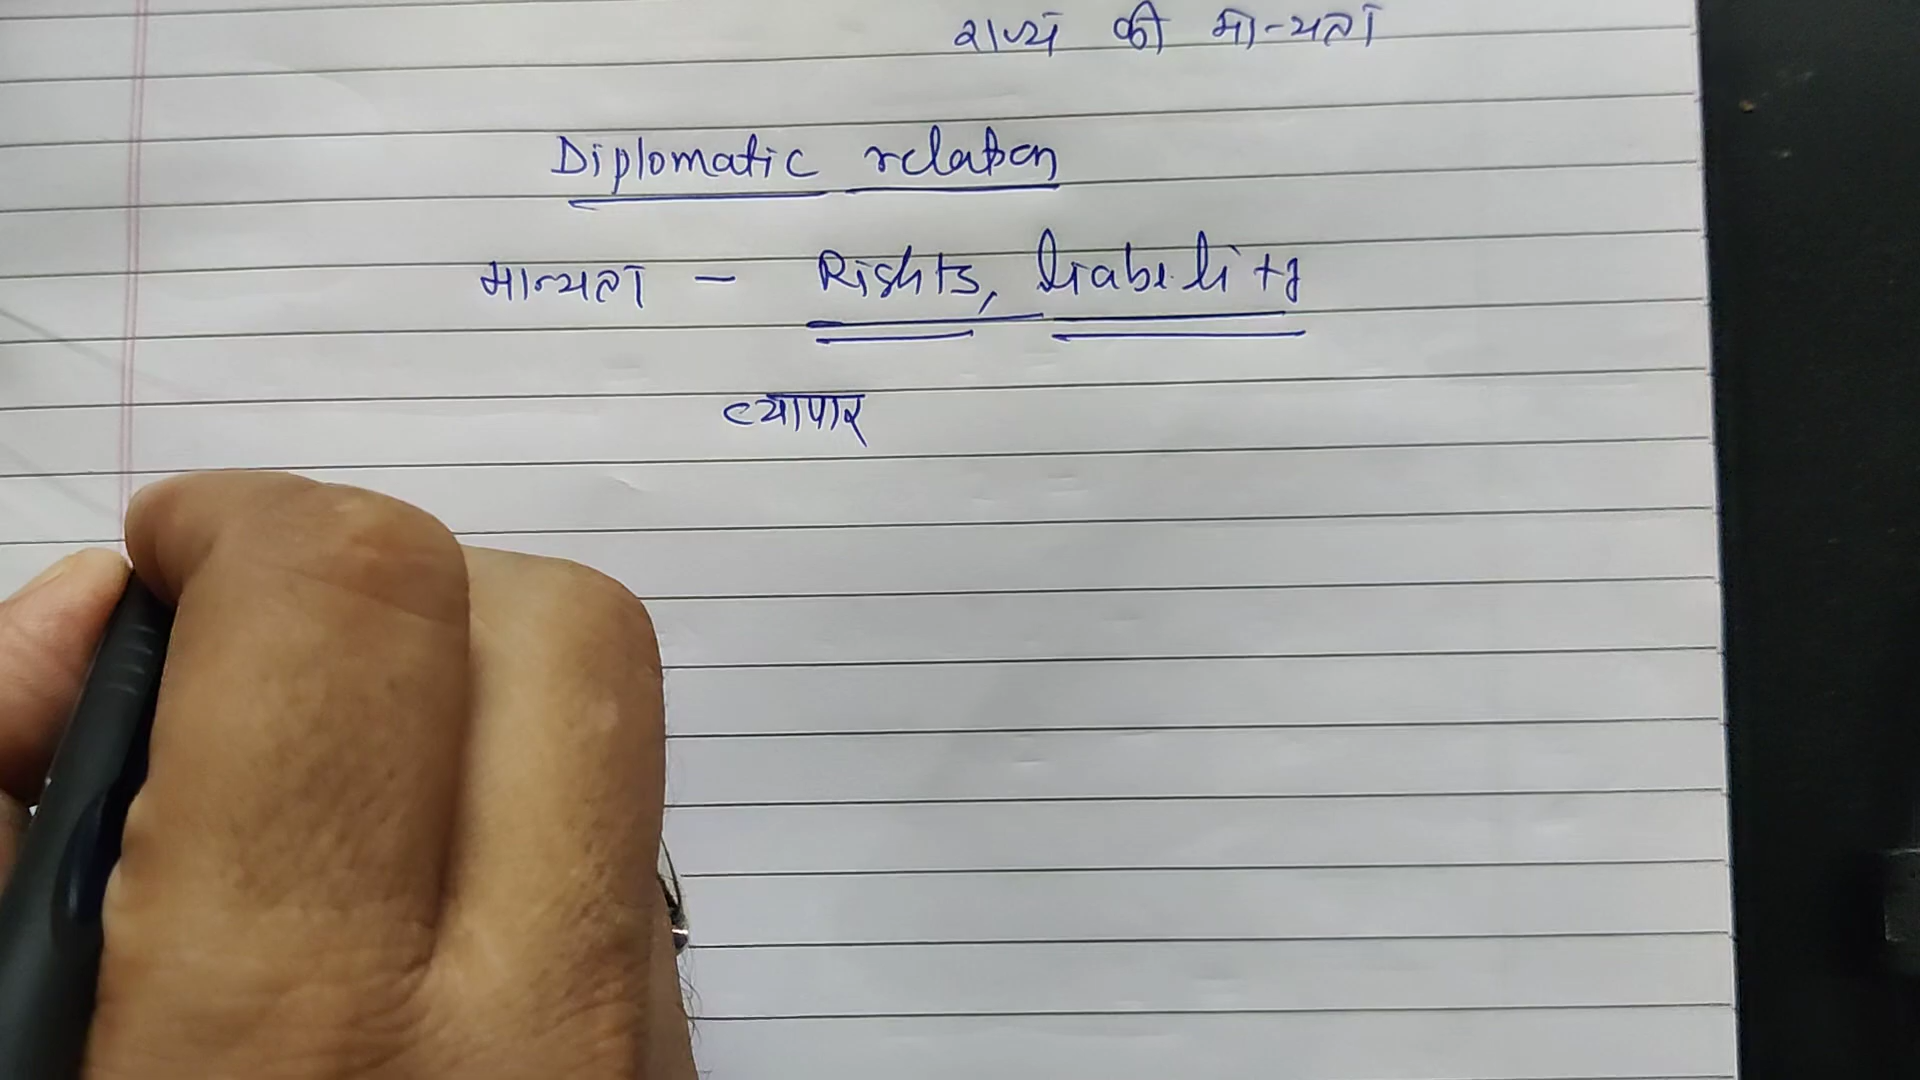 राज्य की मान्यता
Diplomatic relation
मान्यता - Rights, liability
व्यापार